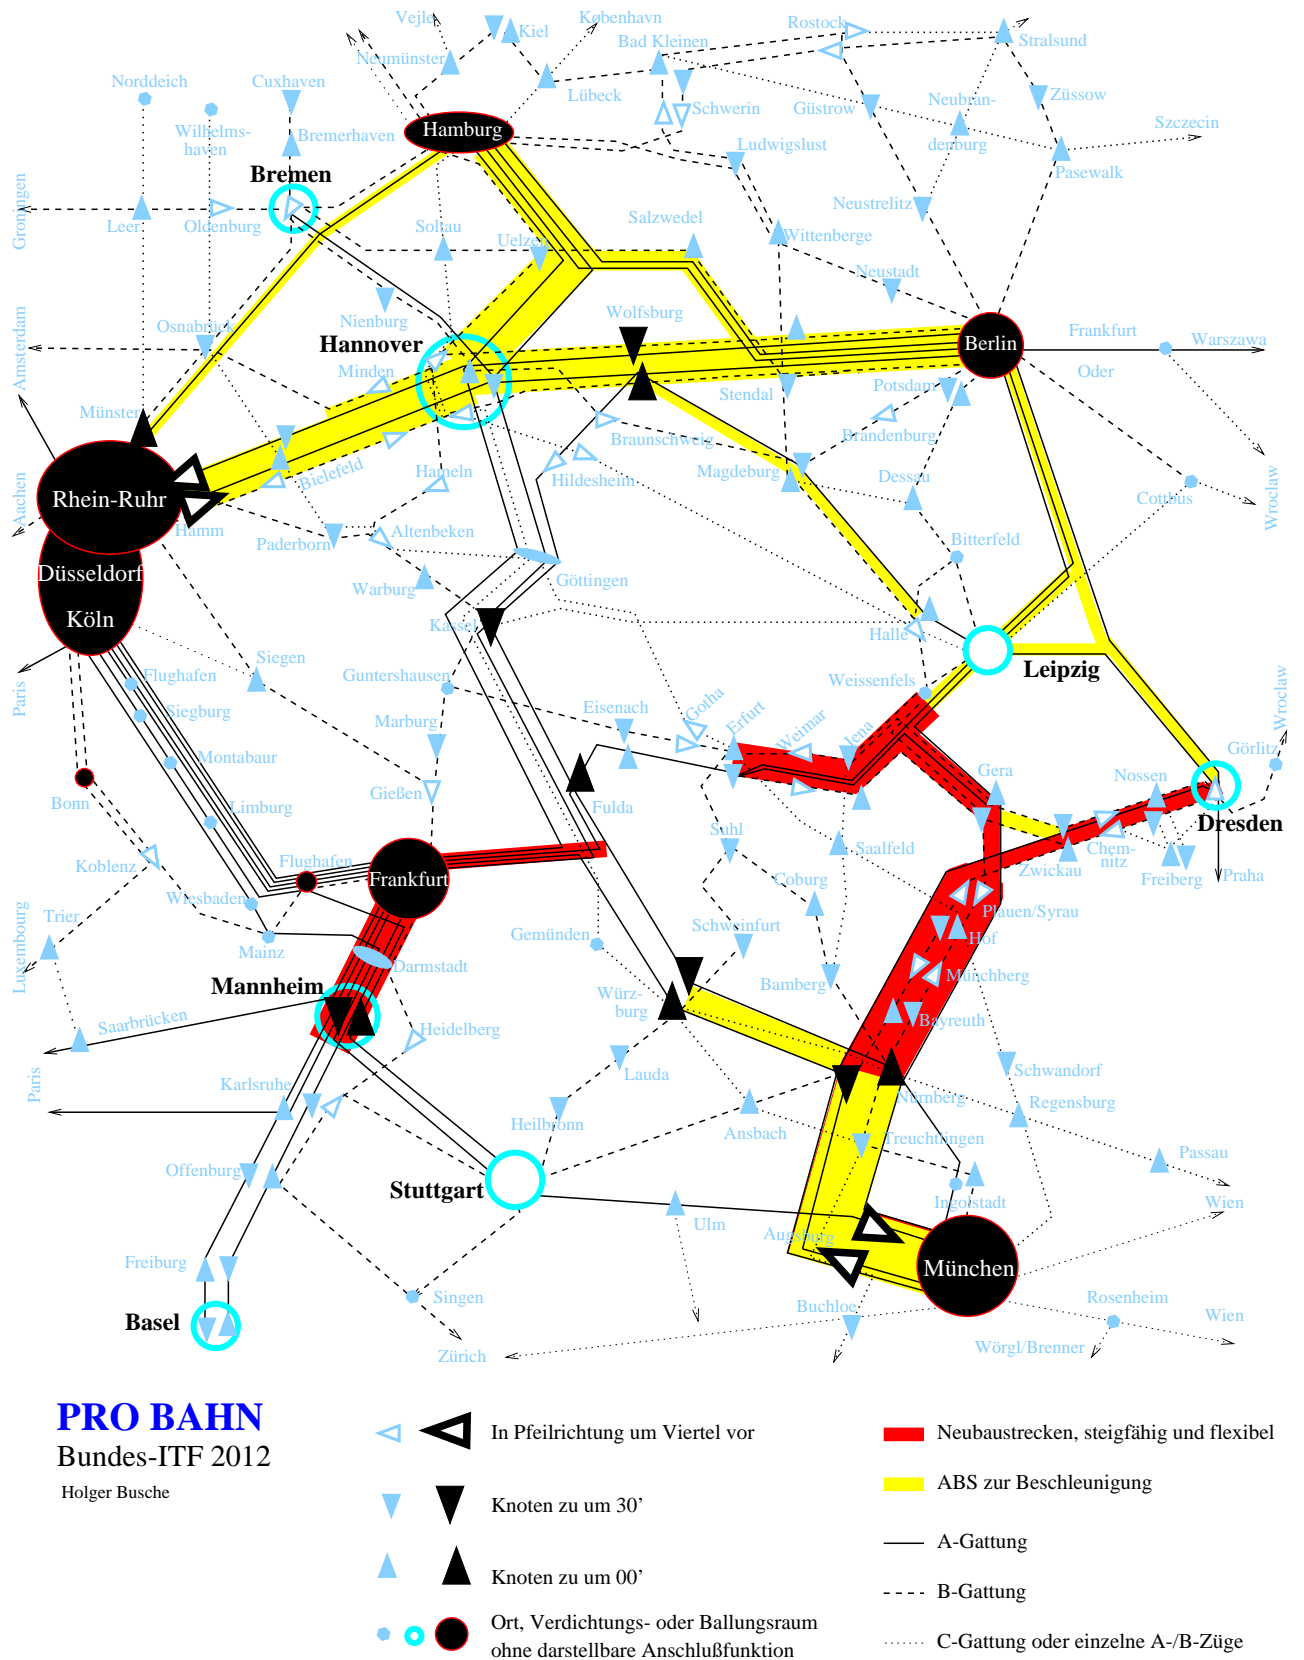 Vejle
København
Rostock
Kiel
Bad Kleinen
Stralsund
Neumünster
Norddeich
Cuxhaven
Lübeck
Schwerin
Güstrow
Neubran-
denburg
Züssow
Wilhelms-
haven
Bremerhaven
Hamburg
Szczecin
Ludwigslust
Pasewalk
Bremen
Groningen
Leer
Oldenburg
Soltau
Uelzen
Salzwedel
Neustrelitz
Wittenberge
Neustadt
Amsterdam
Osnabrück
Nienburg
Wolfsburg
Hannover
Berlin
Frankfurt
Oder
Warszawa
Minden
Münster
Stendal
Potsdam
Brandenburg
Braunschweig
Rhein-Ruhr
Bielefeld
Hameln
Hildesheim
Magdeburg
Dessau
Cottbus
Wroclaw
Aachen
Hamm
Paderborn
Altenbeken
Bitterfeld
Düsseldorf
Warburg
Göttingen
Köln
Kassel
Halle
Paris
Flughafen
Siegen
Guntershausen
Weissenfels
Leipzig
Siegburg
Marburg
Eisenach
Gotha
Erfurt
Weimar
Jena
Wroclaw
Montabaur
Görlitz
Bonn
Limburg
Gießen
Fulda
Gera
Nossen
Dresden
Koblenz
Flughafen
Frankfurt
Suhl
Saalfeld
Zwickau
Chem-
nitz
Freiberg
Praha
Wiesbaden
Coburg
Plauen/Syrau
Luxembourg
Trier
Mainz
Darmstadt
Gemünden
Schweinfurt
Hof
Mannheim
Würz-
burg
Bamberg
Münchberg
Saarbrücken
Heidelberg
Bayreuth
Paris
Karlsruhe
Lauda
Schwandorf
Nürnberg
Regensburg
Heilbronn
Ansbach
Treuchtlingen
Offenburg
Passau
Stuttgart
Ingolstadt
Wien
Ulm
Augsburg
Freiburg
München
Singen
Buchloe
Rosenheim
Wien
Basel
Zürich
Wörgl/Brenner
PRO BAHN
Bundes-ITF 2012
Holger Busche
In Pfeilrichtung um Viertel vor
Knoten zu um 30'
Knoten zu um 00'
Ort, Verdichtungs- oder Ballungsraum
ohne darstellbare Anschlußfunktion
Neubaustrecken, steigfähig und flexibel
ABS zur Beschleunigung
A-Gattung
B-Gattung
C-Gattung oder einzelne A-/B-Züge